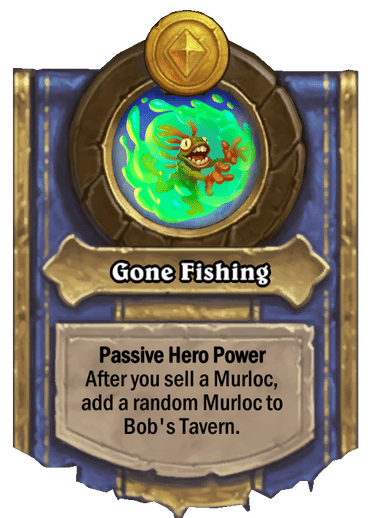 Gone Fishing
Passive Hero Power
After you sell a Murloc,
add a random Murloc to
Bob's Tavern.